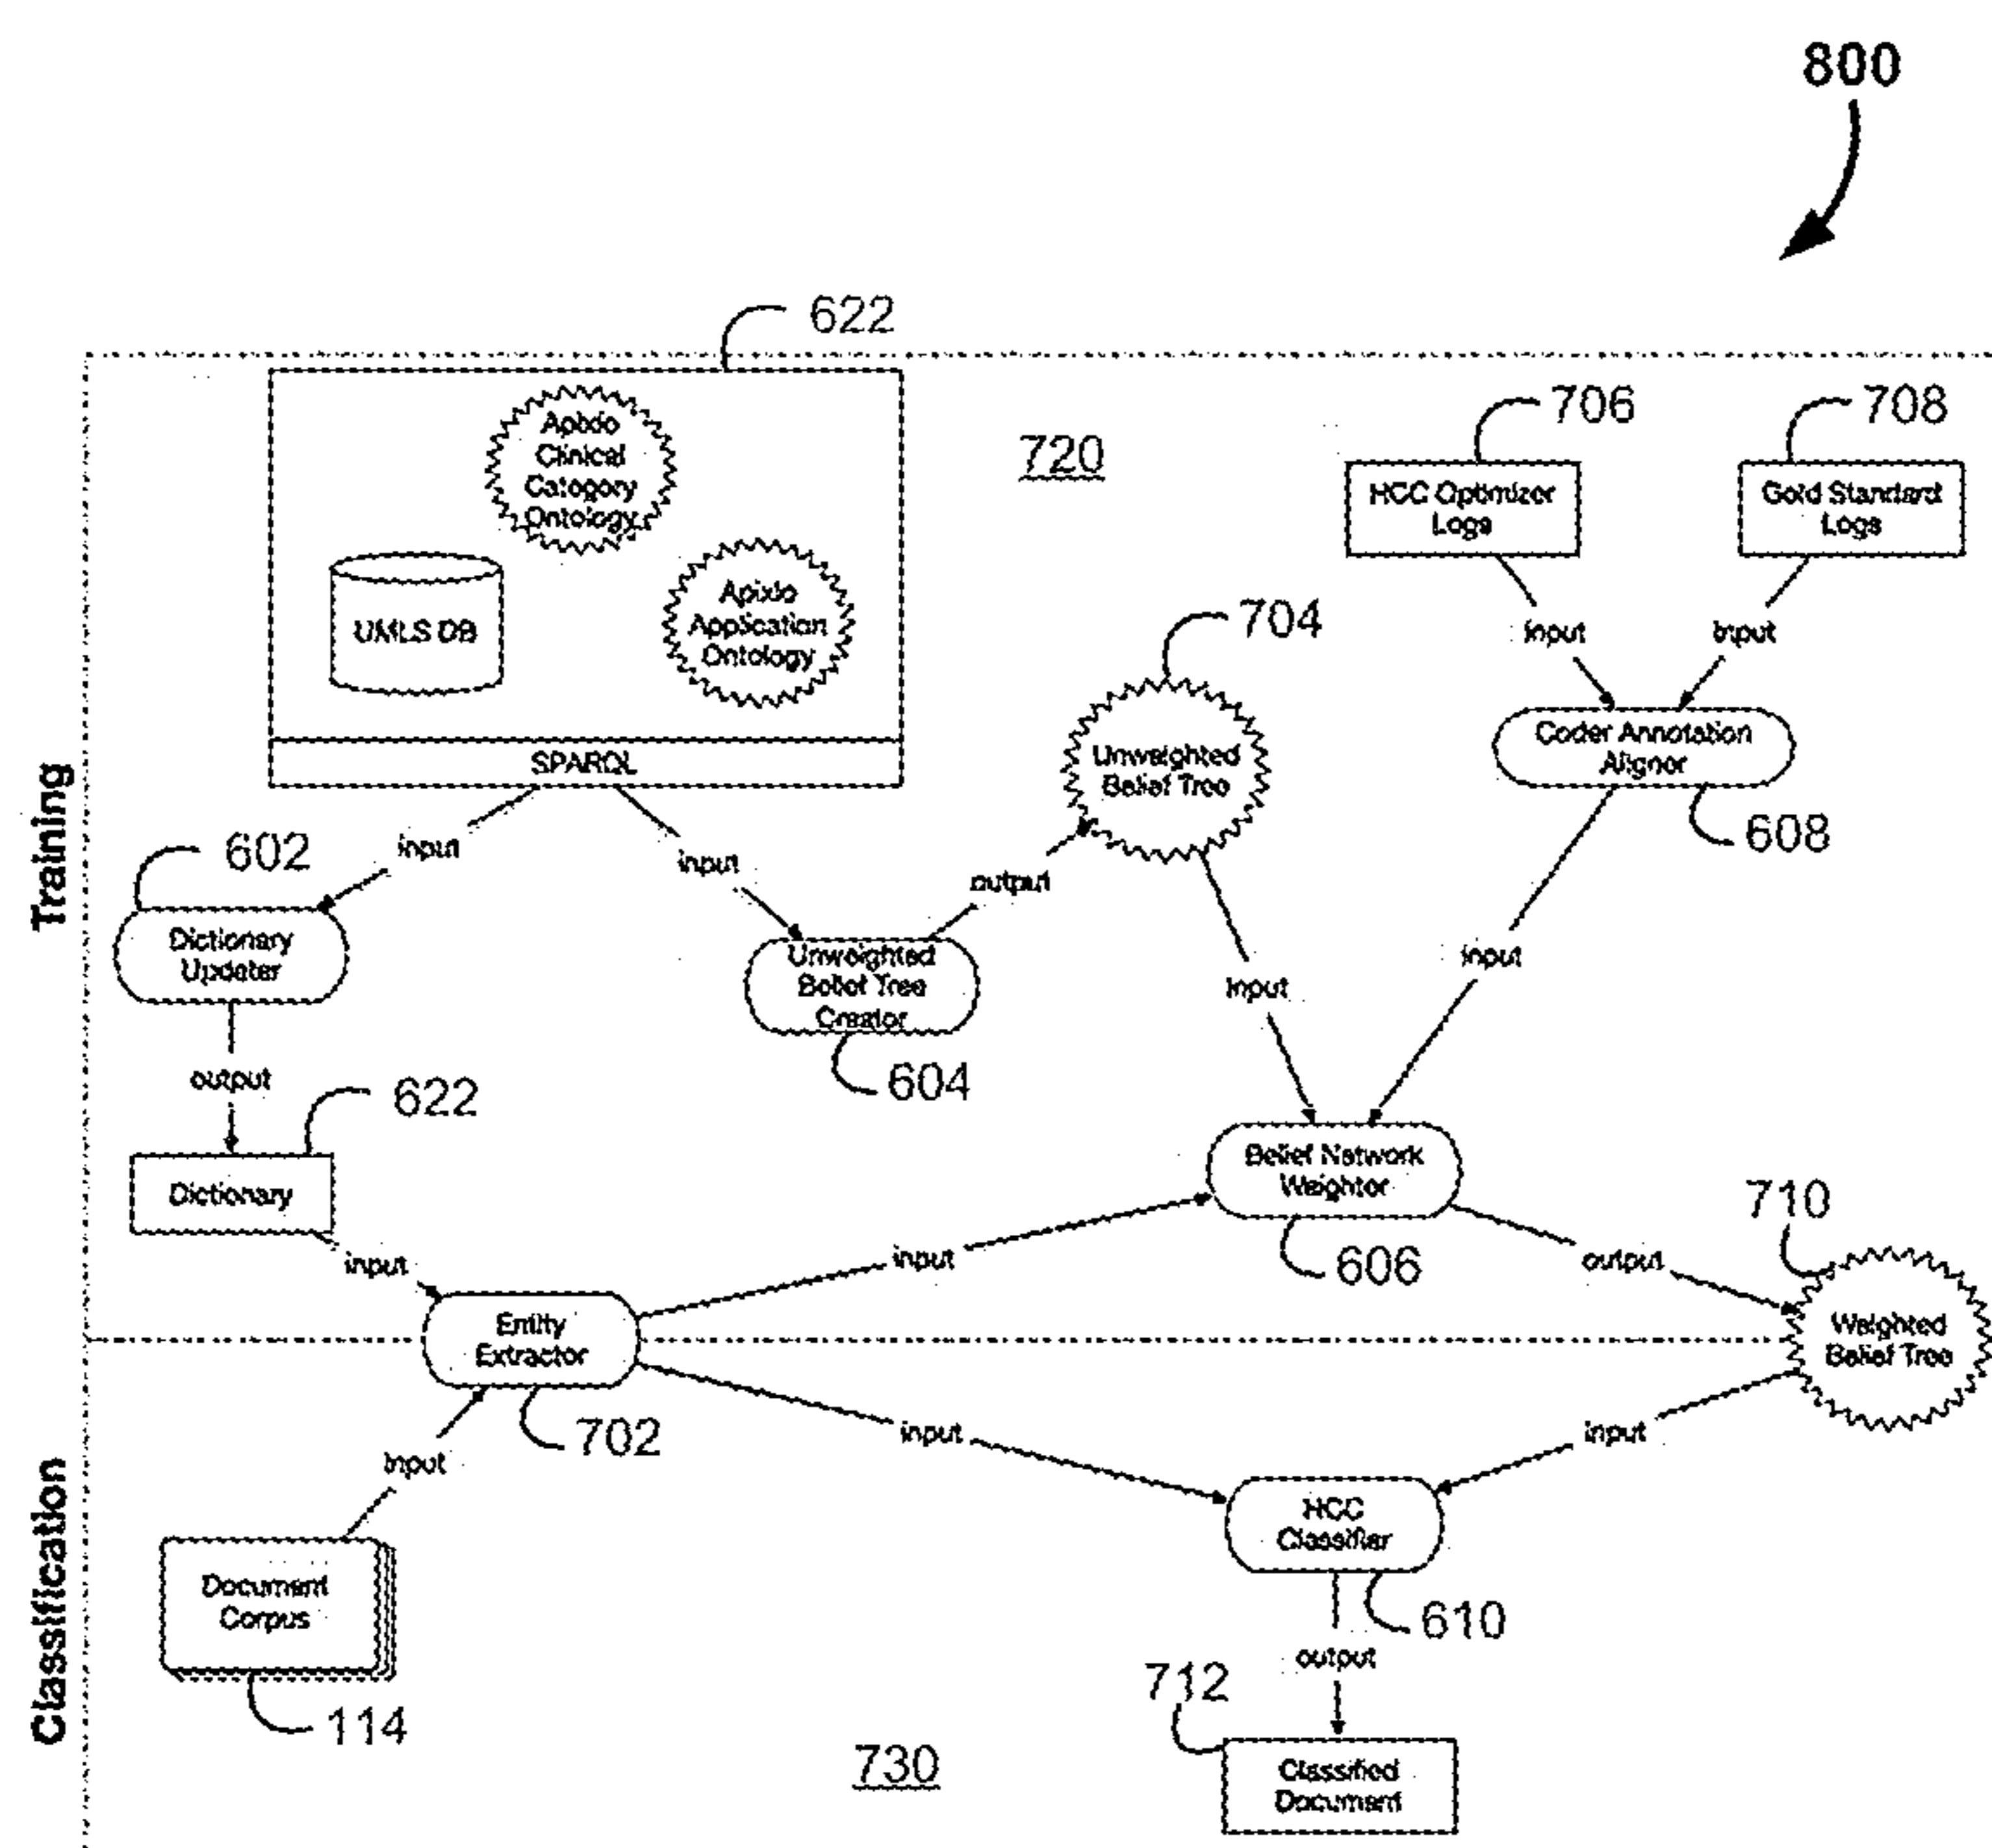 800
622
Apixio
Clinical
Category
Ontology
720
706
708
HCC Optimizer
Logs
Gold Standard
Logs
UMLS DB
Apixio
Application
Ontology
704
input
input
Unweighted
Belief Tree
Coder Annotation
Aligner
SPARQL
608
Training
602
input
input
output
Dictionary
Updater
Unweighted
Belief Tree
Creator
input
input
604
output
622
Dictionary
Belief Network
Weighter
710
input
input
606
output
Entity
Extractor
Weighted
Belief Tree
702
input
input
input
Classification
HCC
Classifier
Document
Corpus
610
output
712
114
730
Classified
Document